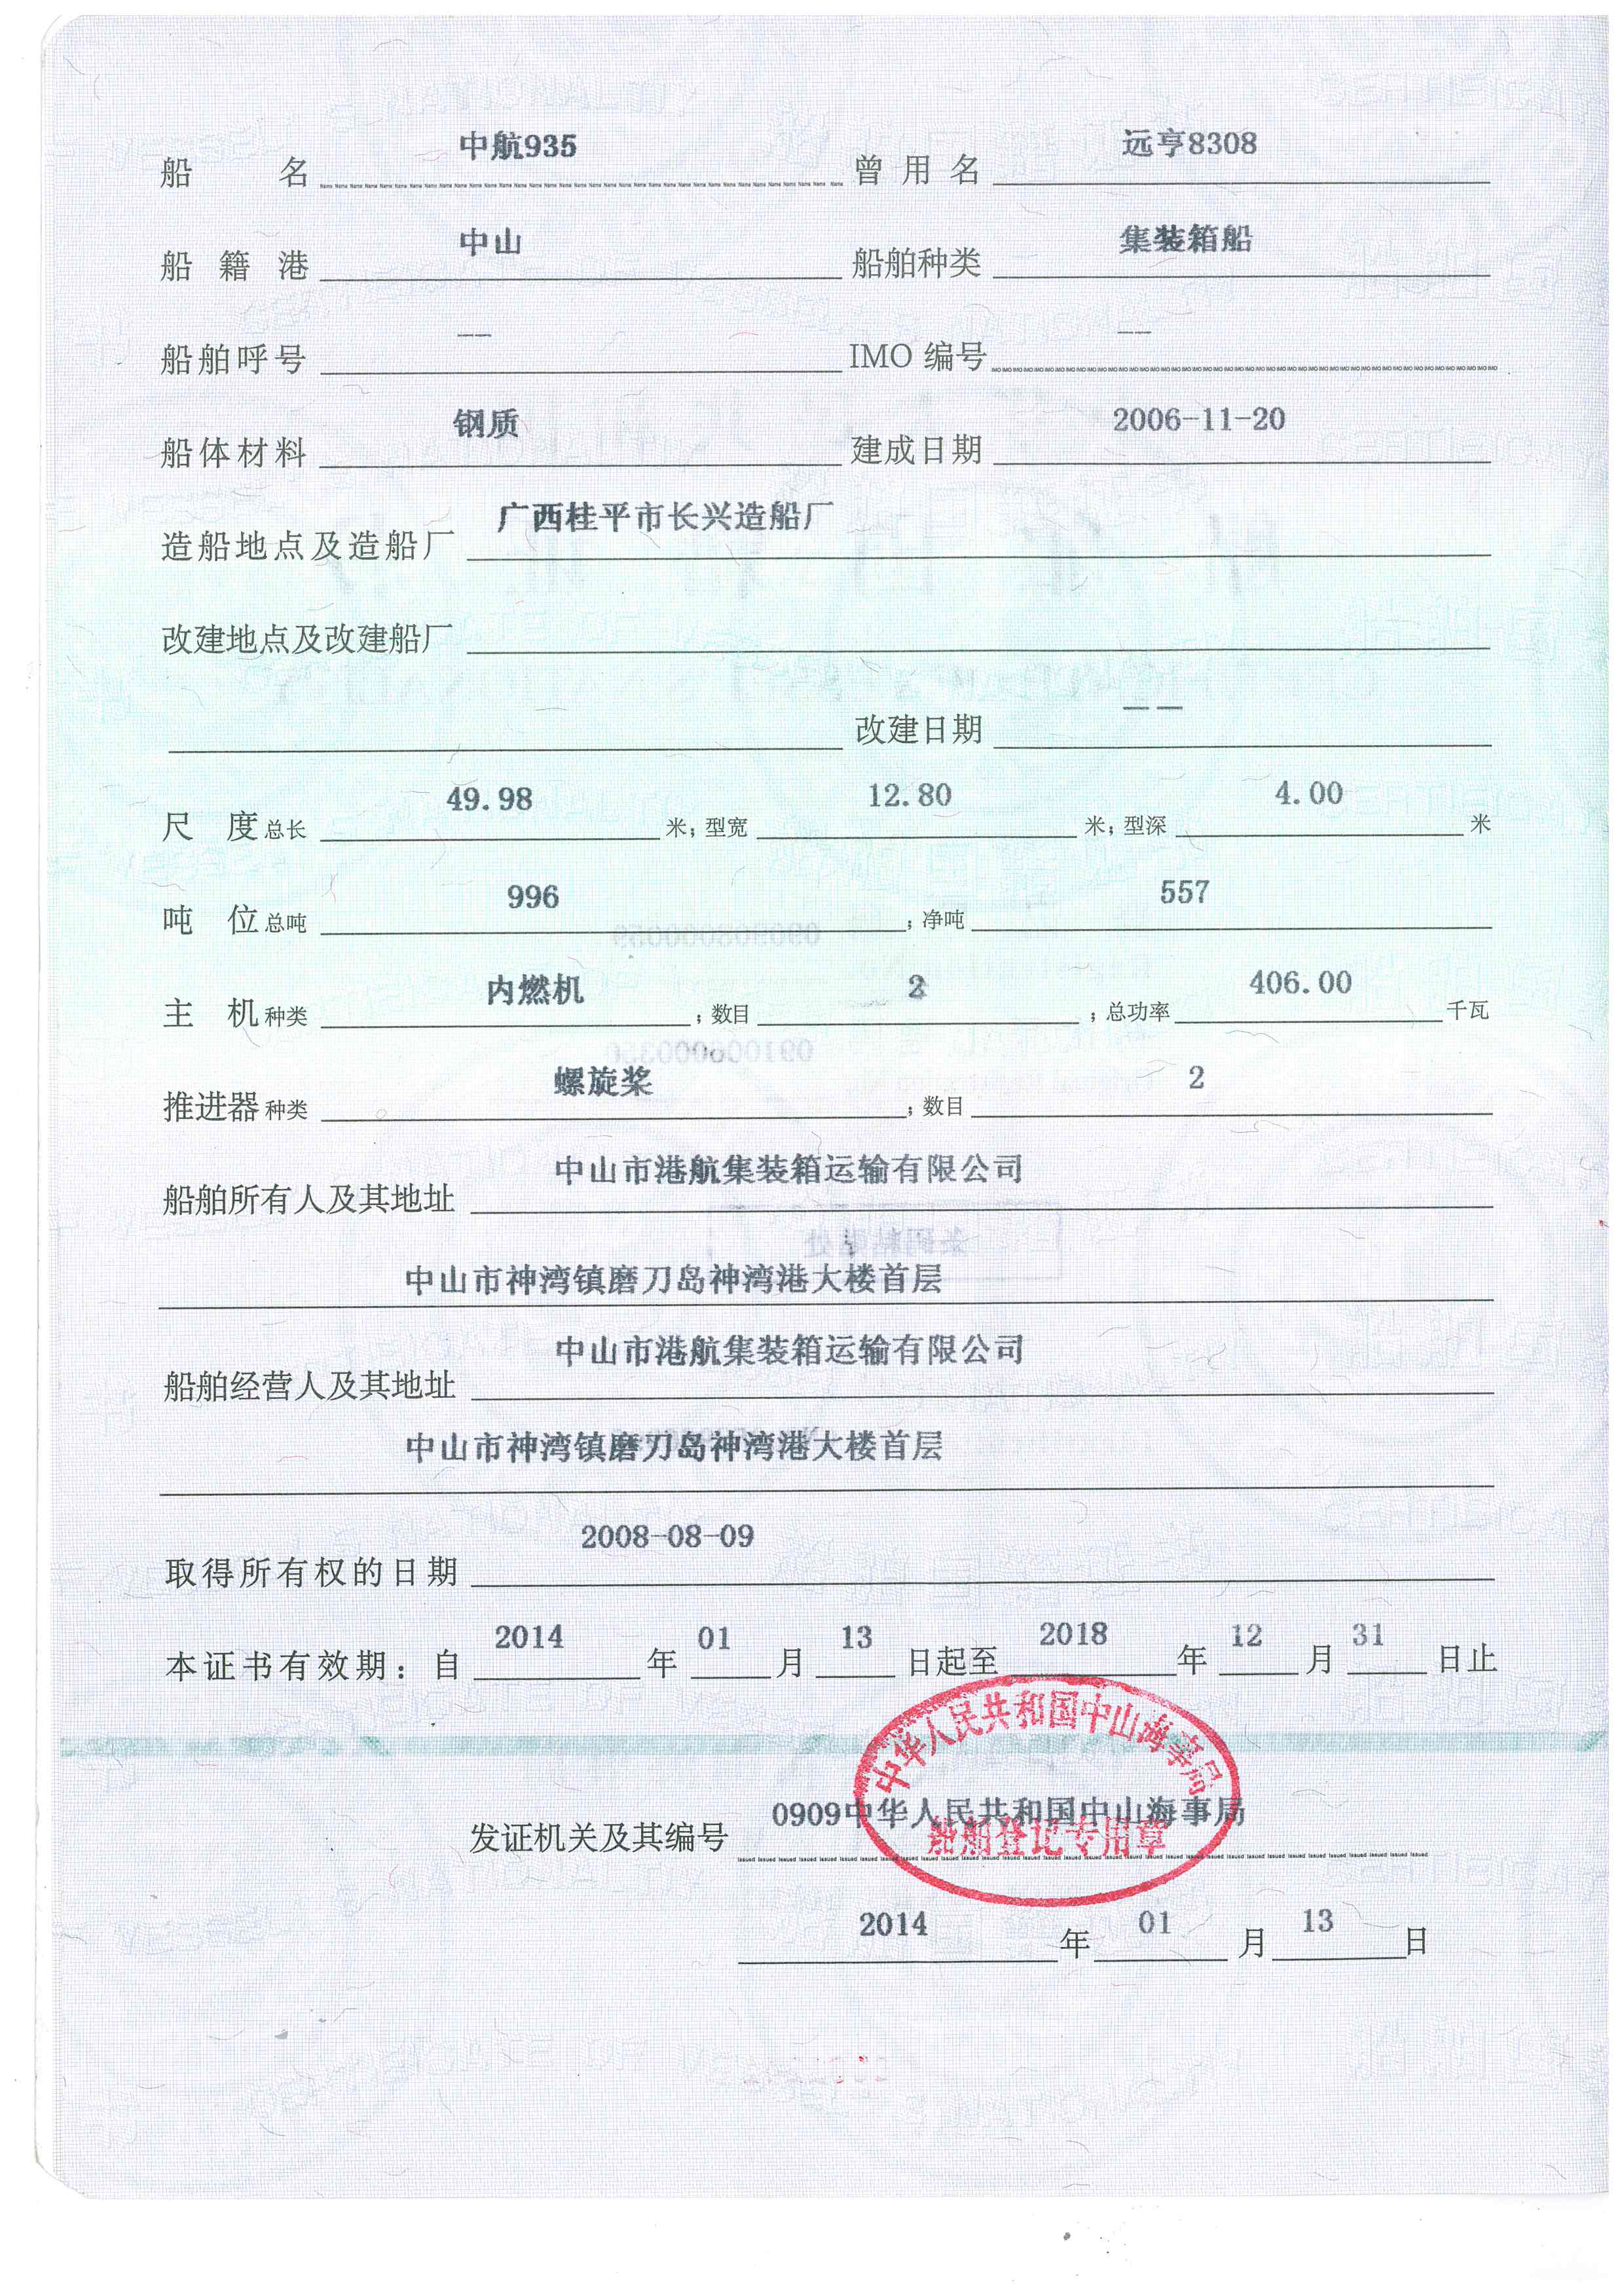 船名 中航935 曾用名 远亨8308
船籍港 中山 船舶种类 集装箱船
船舶呼号 —— IMO 编号 ——
船体材料 钢质 建成日期 2006-11-20
造船地点及造船厂 广西桂平市长兴造船厂
改建地点及改建船厂
改建日期 — —
尺度总长 49.98 米; 型宽 12.80 米; 型深 4.00 米
吨位总吨 996 ; 净吨 557
主机种类 内燃机 ; 数目 2 ; 总功率 406.00 千瓦
推进器种类 螺旋桨 ; 数目 2
船舶所有人及其地址 中山市港航集装箱运输有限公司
中山市神湾镇磨刀岛神湾港大楼首层
船舶经营人及其地址 中山市港航集装箱运输有限公司
中山市神湾镇磨刀岛神湾港大楼首层
取得所有权的日期 2008-08-09
本证书有效期: 自 2014 年 01 月 13 日起至 2018 年 12 月 31 日止
中华人民共和国中山海事局
发证机关及其编号 0909中华人民共和国中山海事局
船舶登记专用章
2014 年 01 月 13 日